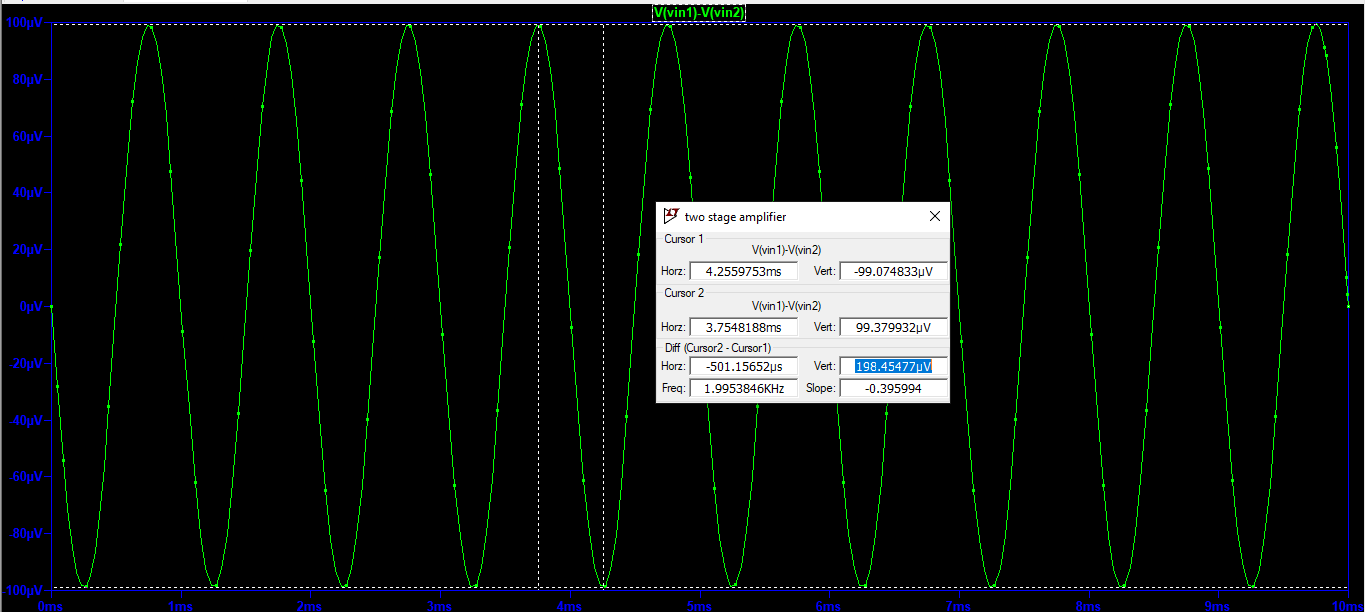 V(vin1)-V(vin2)
100µV
80µV
60µV
40µV
20µV
0µV
-20µV
-40µV
-60µV
-80µV
-100µV
0ms 1ms 2ms 3ms 4ms 5ms 6ms 7ms 8ms 9ms 10ms
two stage amplifier
Cursor 1
V(vin1)-V(vin2)
Horz: 4.2559753ms Vert: -99.074833µV
Cursor 2
V(vin1)-V(vin2)
Horz: 3.7548188ms Vert: 99.379932µV
Diff (Cursor2 - Cursor1)
Horz: -501.15652µs Vert: 198.45477µV
Freq: 1.9953846KHz Slope: -0.395994